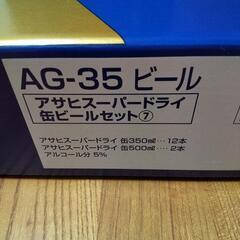 AG-35 ビール
アサヒスーパードライ
缶ビールセット⑦
アサヒスーパードライ 缶350ml‥‥12本
アサヒスーパードライ 缶500ml‥‥2本
アルコール分 5%